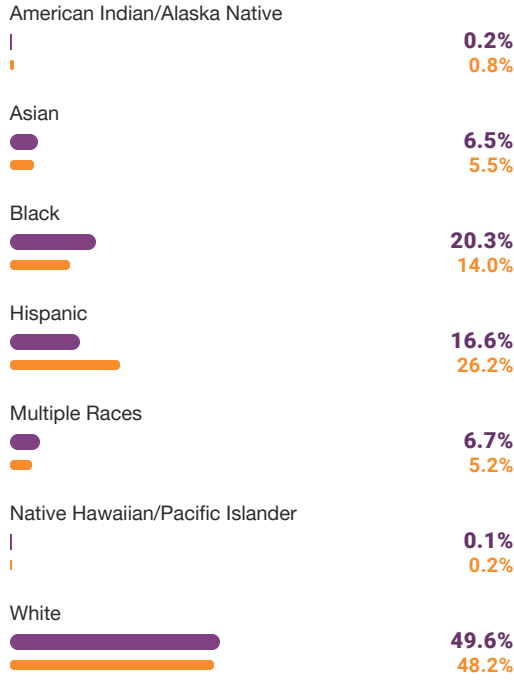 American Indian/Alaska Native
0.2%
0.8%
Asian
6.5%
5.5%
Black
20.3%
14.0%
Hispanic
16.6%
26.2%
Multiple Races
6.7%
5.2%
Native Hawaiian/Pacific Islander
0.1%
0.2%
White
49.6%
48.2%